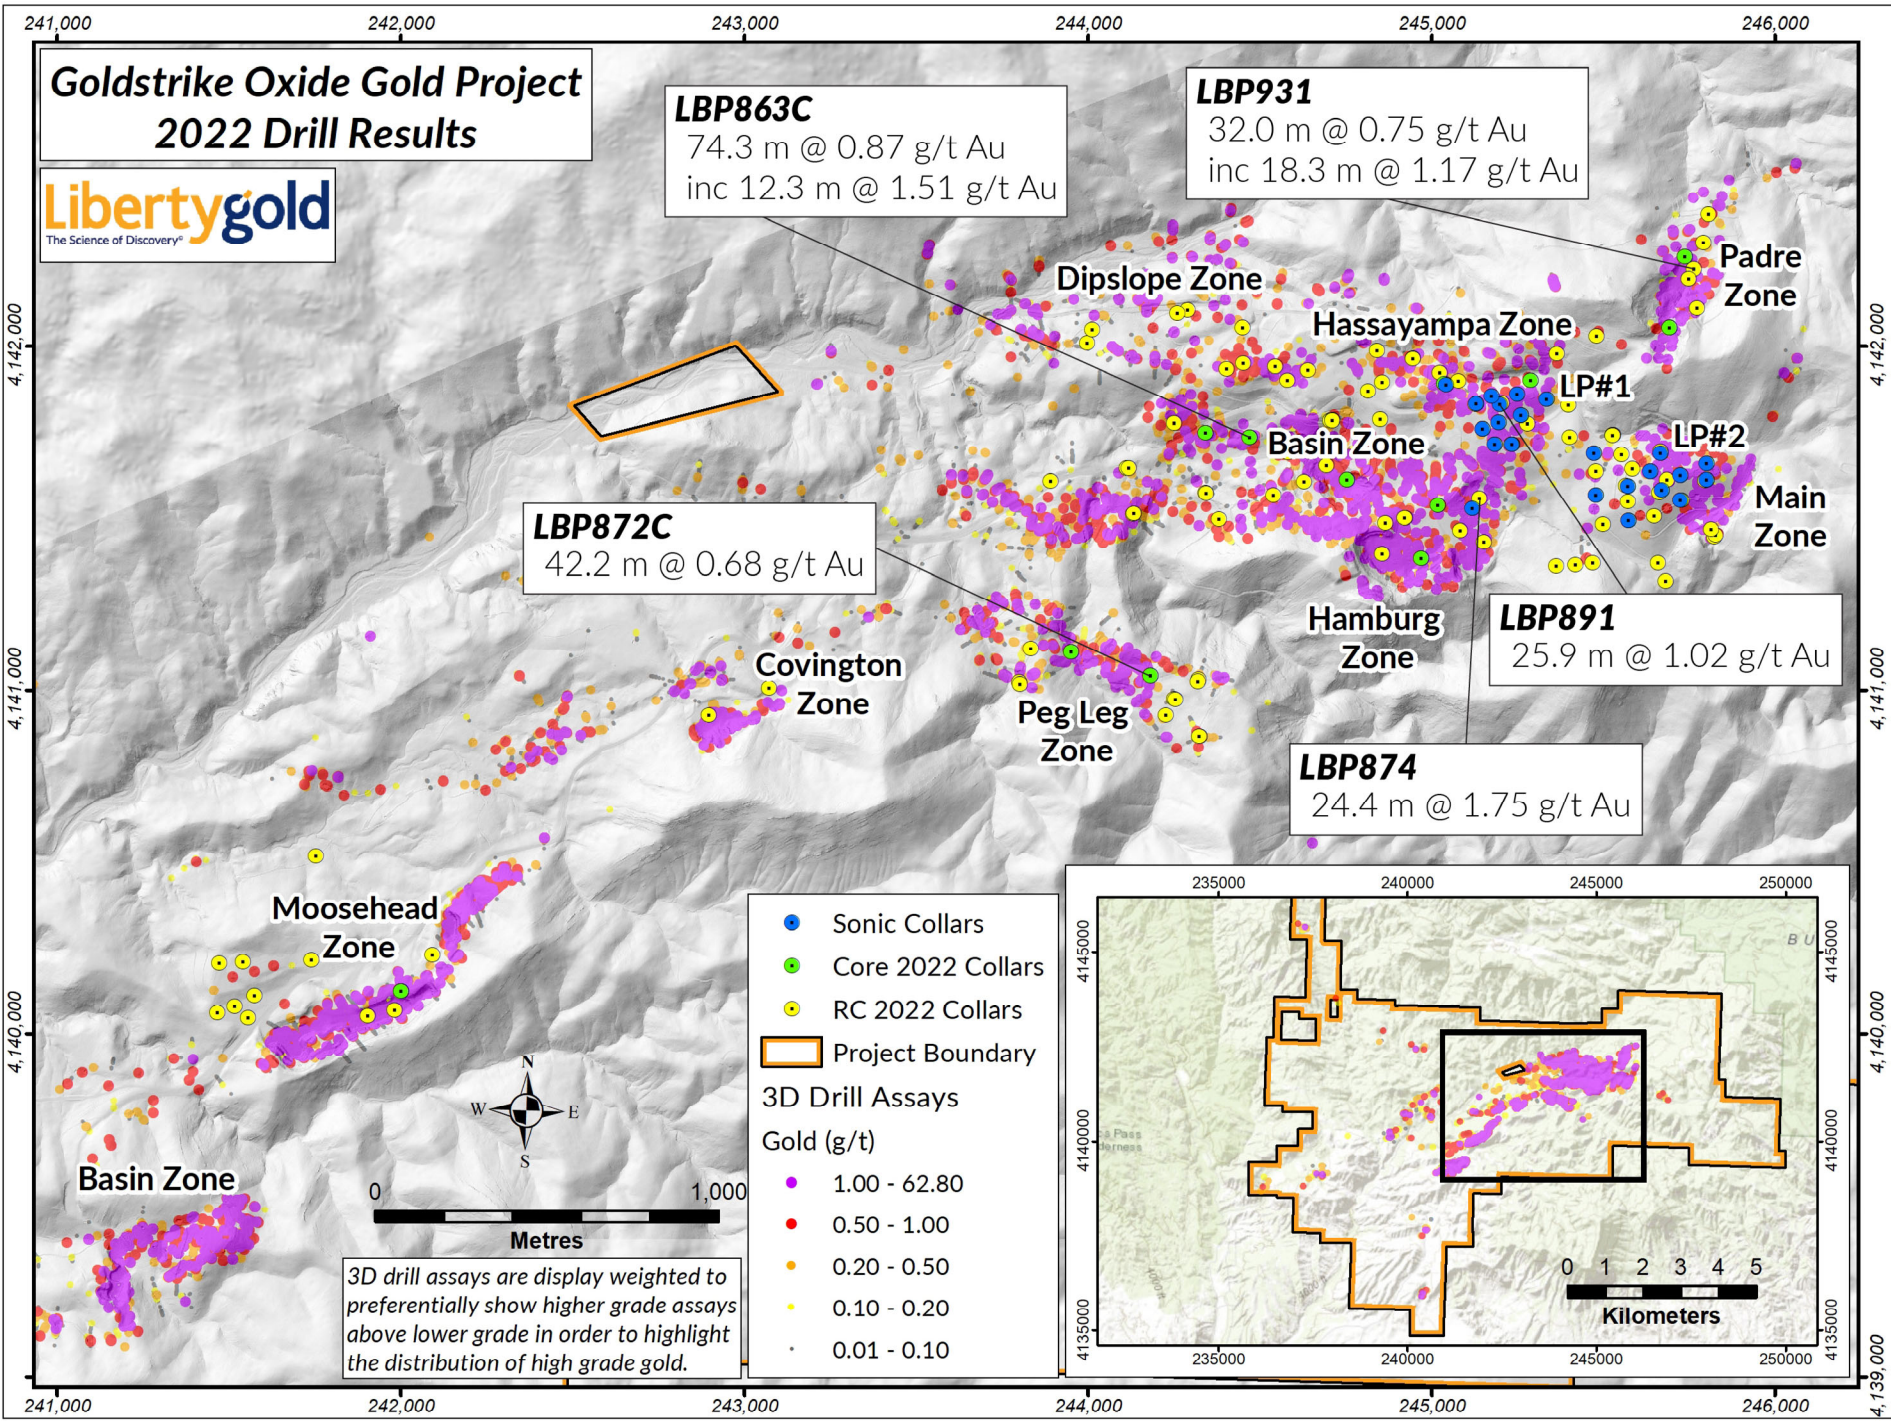 241,000
242,000
243,000
244,000
245,000
246,000
Goldstrike Oxide Gold Project
2022 Drill Results
Libertygold
The Science of Discovery©
LBP863C
74.3 m @ 0.87 g/t Au
inc 12.3 m @ 1.51 g/t Au
LBP931
32.0 m @ 0.75 g/t Au
inc 18.3 m @ 1.17 g/t Au
Padre
Zone
Dipslope Zone
Hassayampa Zone
4,142,000
4,142,000
LP#1
Basin Zone
LP#2
Main
Zone
LBP872C
42.2 m @ 0.68 g/t Au
Hamburg
Zone
LBP891
25.9 m @ 1.02 g/t Au
Covington
Zone
4,141,000
4,141,000
Peg Leg
Zone
LBP874
24.4 m @ 1.75 g/t Au
Moosehead
Zone
4,140,000
4,140,000
Basin Zone
N
W
E
S
0
1,000
Metres
3D drill assays are display weighted to
preferentially show higher grade assays
above lower grade in order to highlight
the distribution of high grade gold.
Sonic Collars
Core 2022 Collars
RC 2022 Collars
Project Boundary
3D Drill Assays
Gold (g/t)
1.00 - 62.80
0.50 - 1.00
0.20 - 0.50
0.10 - 0.20
0.01 - 0.10
235000
240000
245000
250000
4145000
4145000
B U
4140000
4140000
s Pass
derness
4135000
4135000
0 1 2 3 4 5
Kilometers
235000
240000
245000
250000
4,139,000
241,000
242,000
243,000
244,000
245,000
246,000